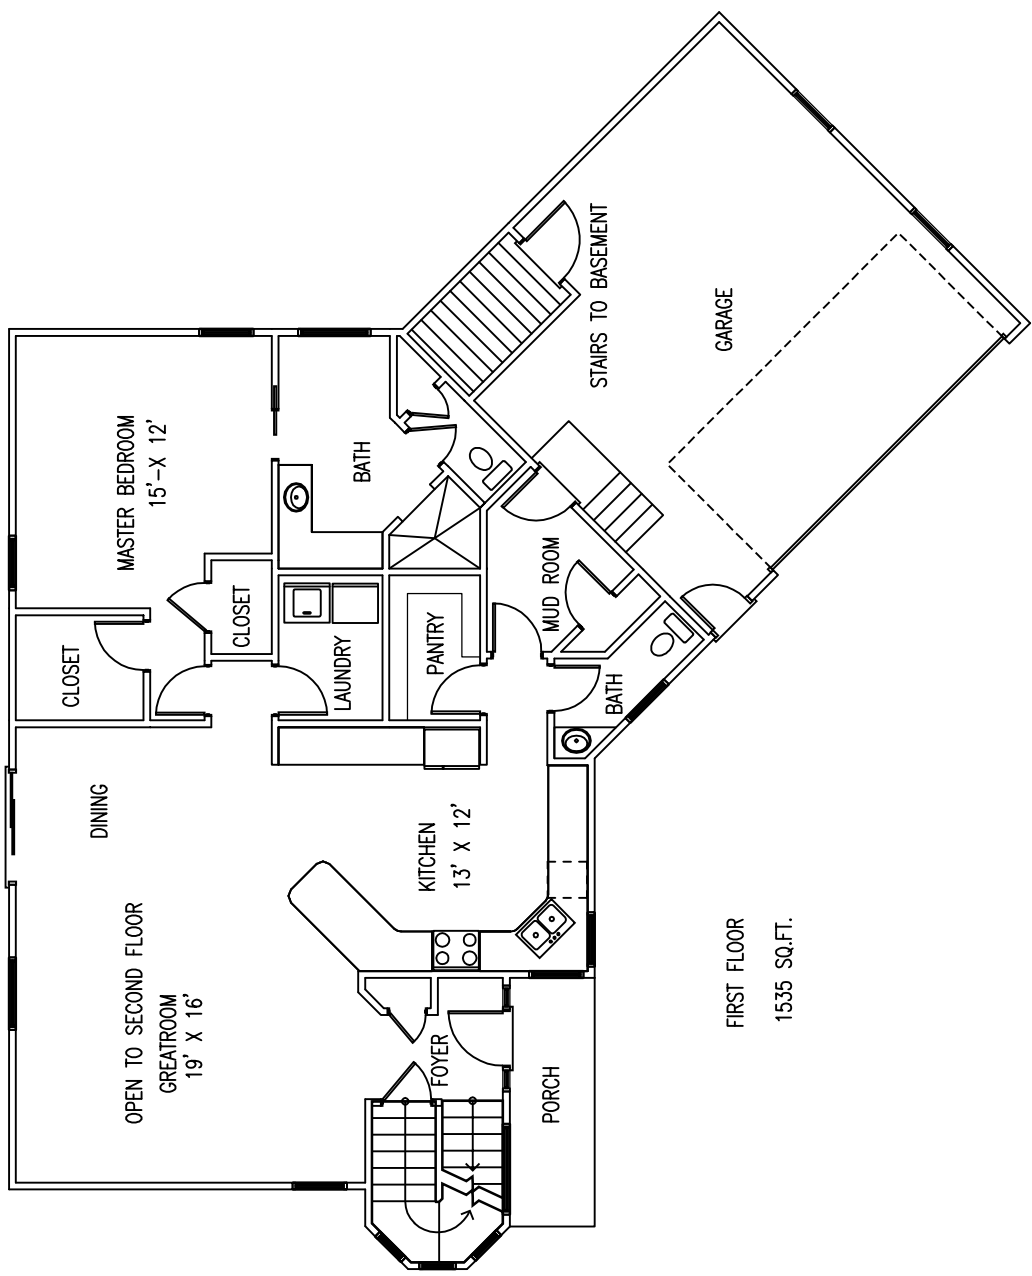 MASTER BEDROOM
15'-X 12'
BATH
STAIRS TO BASEMENT
GARAGE
CLOSET
CLOSET
LAUNDRY
PANTRY
MUD ROOM
BATH
DINING
KITCHEN
13' X 12'
OPEN TO SECOND FLOOR
GREATROOM
19' X 16'
FOYER
PORCH
FIRST FLOOR
1535 SQ.FT.